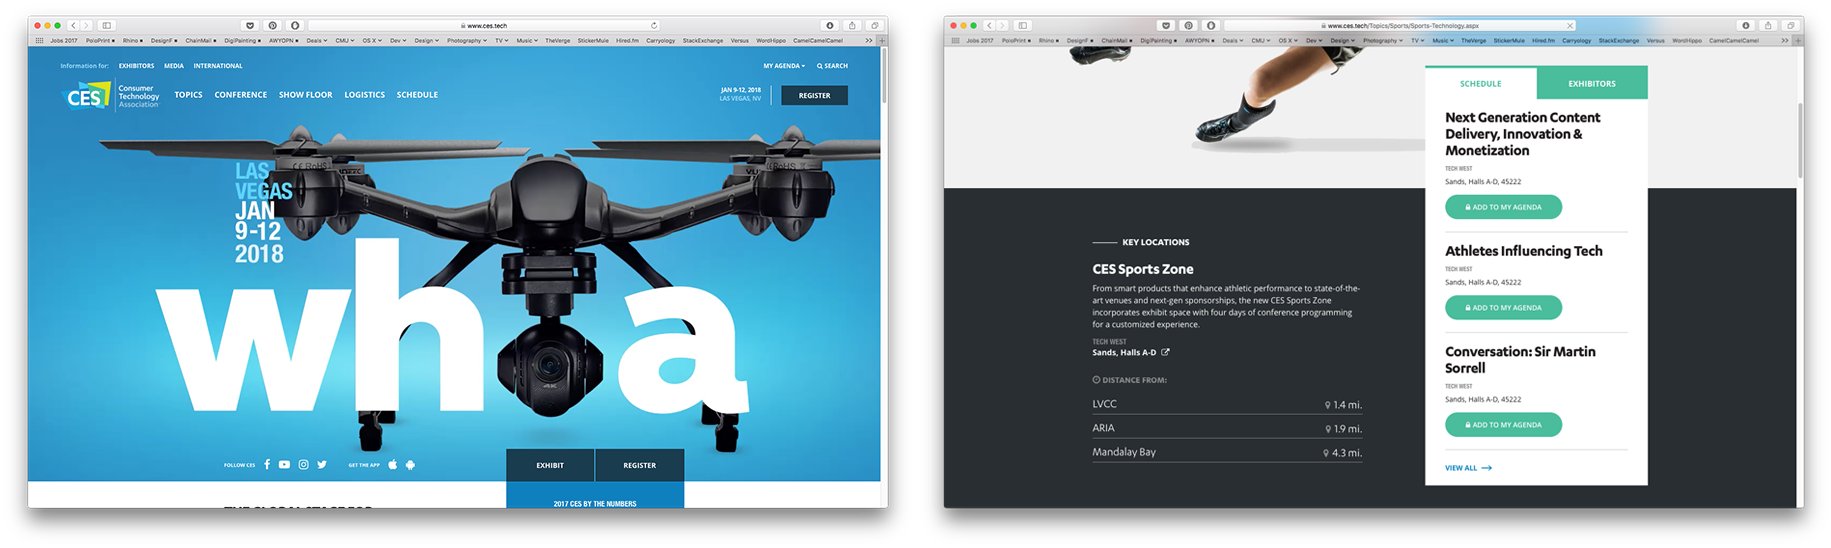 www.ces.tech
Jobs 2017 PoloPrint Rhino DesignF ChainMail DigiPainting AWYOPN Deals CMU OS X Dev Design Photography TV Music TheVerge StickerMule Hired.fm Carryology StackExchange Versus WordHippo CamelCamelCamel
Information for: EXHIBITORS MEDIA INTERNATIONAL
MY AGENDA SEARCH
CES Consumer Technology Association
TOPICS CONFERENCE SHOW FLOOR LOGISTICS SCHEDULE
JAN 9-12, 2018
LAS VEGAS, NV
REGISTER
LAS
VEGAS
JAN
9-12
2018
wh a
4K
FOLLOW CES GET THE APP
EXHIBIT REGISTER
2017 CES BY THE NUMBERS
THE GLOBAL STAGE FOR
www.ces.tech/Topics/Sports/Sports-Technology.aspx
Jobs 2017 PoloPrint Rhino DesignF ChainMail DigiPainting AWYOPN Deals CMU OS X Dev Design Photography TV Music TheVerge StickerMule Hired.fm Carryology StackExchange Versus WordHippo CamelCamelCamel
KEY LOCATIONS
CES Sports Zone
From smart products that enhance athletic performance to state-of-the-
art venues and next-gen sponsorships, the new CES Sports Zone
incorporates exhibit space with four days of conference programming
for a customized experience.
TECH WEST
Sands, Halls A-D
DISTANCE FROM:
LVCC 1.4 mi.
ARIA 1.9 mi.
Mandalay Bay 4.3 mi.
SCHEDULE EXHIBITORS
Next Generation Content
Delivery, Innovation &
Monetization
TECH WEST
Sands, Halls A-D, 45222
ADD TO MY AGENDA
Athletes Influencing Tech
TECH WEST
Sands, Halls A-D, 45222
ADD TO MY AGENDA
Conversation: Sir Martin
Sorrell
TECH WEST
Sands, Halls A-D, 45222
ADD TO MY AGENDA
VIEW ALL